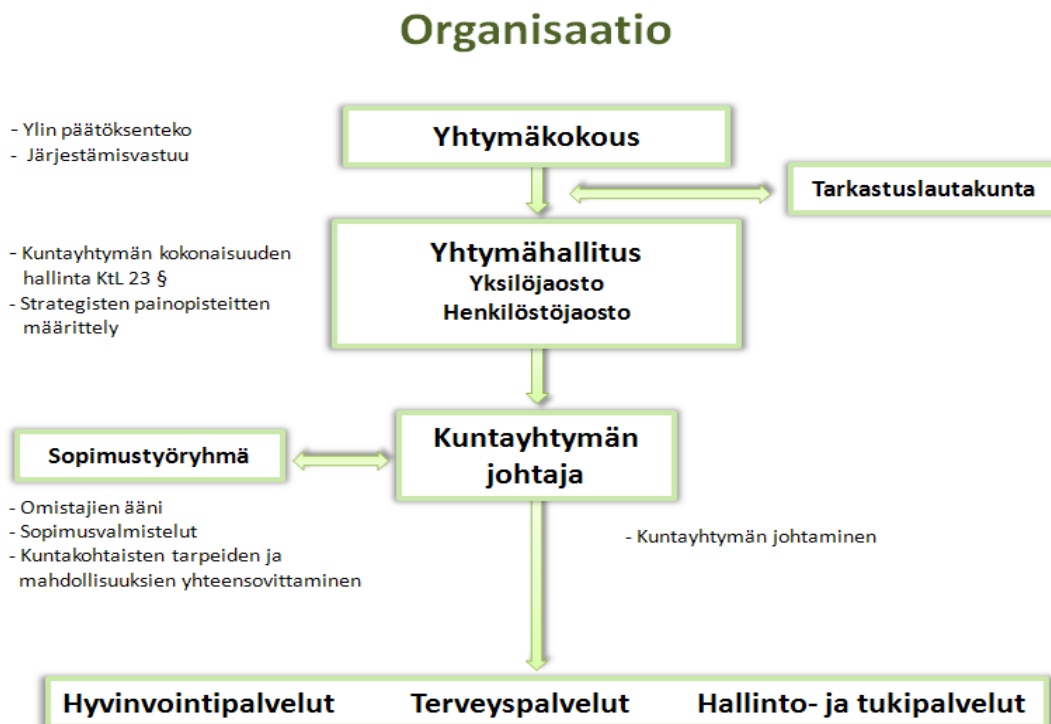 Organisaatio
- Ylin päätöksenteko
- Järjestämisvastuu
Yhtymäkokous
Tarkastuslautakunta
- Kuntayhtymän kokonaisuuden
hallinta KtL 23 §
- Strategisten painopisteitten
määrittely
Yhtymähallitus
Yksilöjaosto
Henkilöstöjaosto
Sopimustyöryhmä
Kuntayhtymän
johtaja
- Omistajien ääni
- Sopimusvalmistelut
- Kuntakohtaisten tarpeiden ja
mahdollisuuksien yhteensovittaminen
- Kuntayhtymän johtaminen
Hyvinvointipalvelut Terveyspalvelut Hallinto- ja tukipalvelut